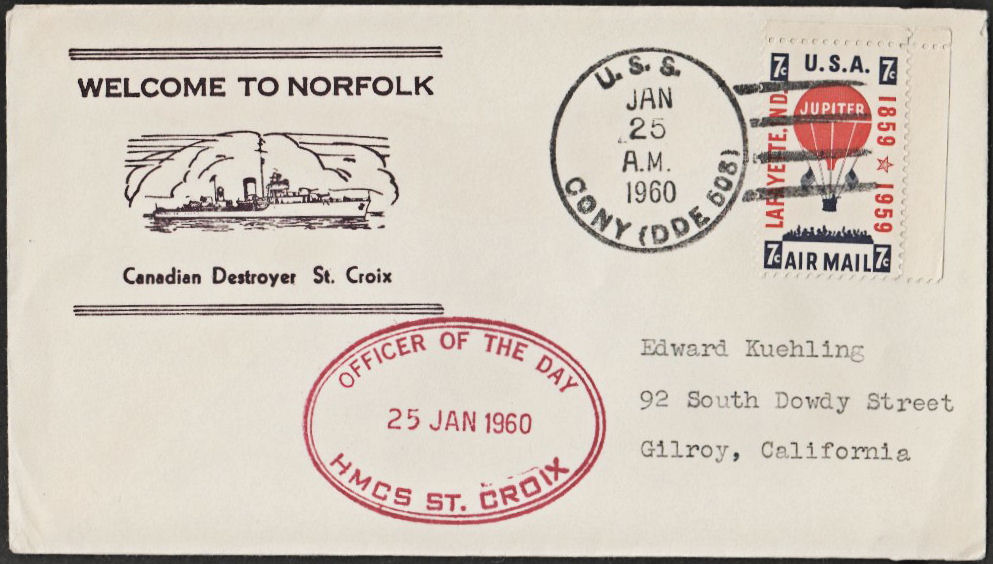 WELCOME TO NORFOLK
Canadian Destroyer St. Croix
U. S. S.
JAN
25
A.M.
1960
CONY (DDE 508)
7c U.S.A. 7c
LAFAYETTE, IND.
JUPITER
1859 ☆ 1959
7c AIR MAIL 7c
OFFICER OF THE DAY
25 JAN 1960
HMCS ST. CROIX
Edward Kuehling
92 South Dowdy Street
Gilroy, California